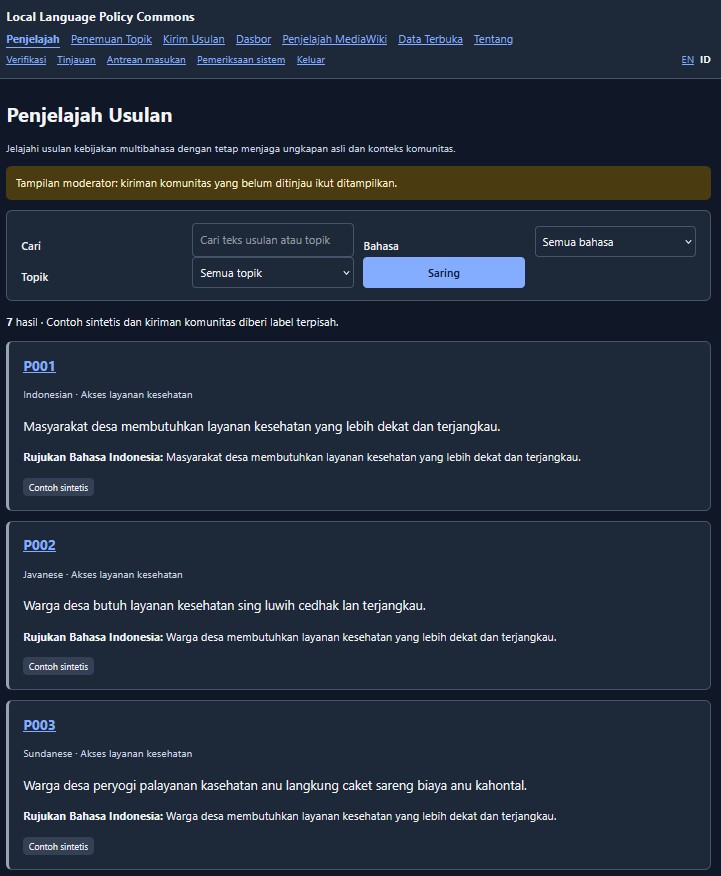 Local Language Policy Commons
Penjelajah Penemuan Topik Kirim Usulan Dasbor Penjelajah MediaWiki Data Terbuka Tentang
Verifikasi Tinjauan Antrean masukan Pemeriksaan sistem Keluar EN ID
Penjelajah Usulan
Jelajahi usulan kebijakan multibahasa dengan tetap menjaga ungkapan asli dan konteks komunitas.
Tampilan moderator: kiriman komunitas yang belum ditinjau ikut ditampilkan.
Cari Cari teks usulan atau topik Bahasa Semua bahasa
Topik Semua topik Saring
7 hasil · Contoh sintetis dan kiriman komunitas diberi label terpisah.
P001
Indonesian · Akses layanan kesehatan
Masyarakat desa membutuhkan layanan kesehatan yang lebih dekat dan terjangkau.
Rujukan Bahasa Indonesia: Masyarakat desa membutuhkan layanan kesehatan yang lebih dekat dan terjangkau.
Contoh sintetis
P002
Javanese · Akses layanan kesehatan
Warga desa butuh layanan kesehatan sing luwih cedhak lan terjangkau.
Rujukan Bahasa Indonesia: Warga desa membutuhkan layanan kesehatan yang lebih dekat dan terjangkau.
Contoh sintetis
P003
Sundanese · Akses layanan kesehatan
Warga desa peryogi palayanan kasehatan anu langkung caket sareng biaya anu kahontal.
Rujukan Bahasa Indonesia: Warga desa membutuhkan layanan kesehatan yang lebih dekat dan terjangkau.
Contoh sintetis